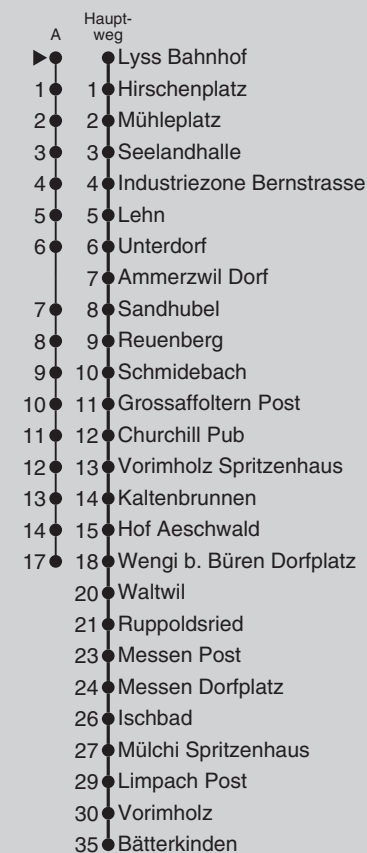 Haupt-
A weg
Lyss Bahnhof
1 1 Hirschenplatz
2 2 Mühleplatz
3 3 Seelandhalle
4 4 Industriezone Bernstrasse
5 5 Lehn
6 6 Unterdorf
7 Ammerzwil Dorf
7 8 Sandhubel
8 9 Reuenberg
9 10 Schmidebach
10 11 Grossaffoltern Post
11 12 Churchill Pub
12 13 Vorimholz Spritzenhaus
13 14 Kaltenbrunnen
14 15 Hof Aeschwald
17 18 Wengi b. Büren Dorfplatz
20 Waltwil
21 Ruppoldsried
23 Messen Post
24 Messen Dorfplatz
26 Ischbad
27 Mülchi Spritzenhaus
29 Limpach Post
30 Vorimholz
35 Bätterkinden